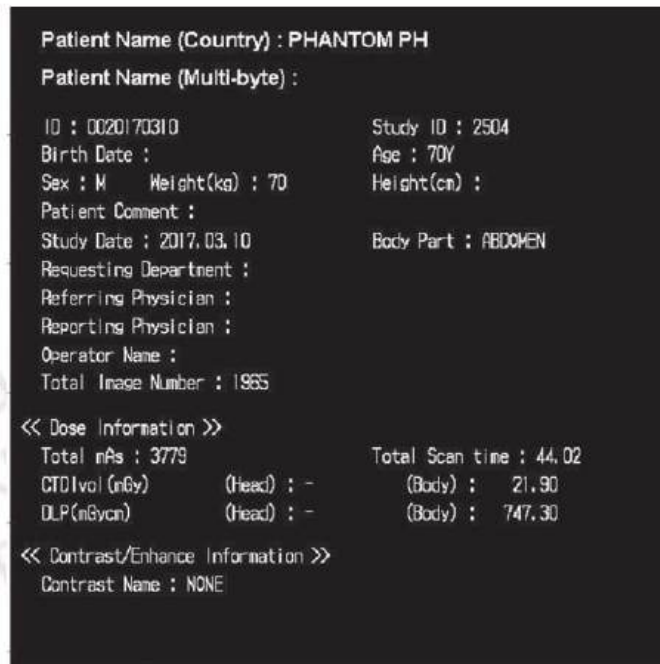 Patient Name (Country) : PHANTOM PH
Patient Name (Multi-byte) :
ID : 0020170310 Study ID : 2504
Birth Date : Age : 70Y
Sex : M Weight(kg) : 70 Height(cm) :
Patient Comment :
Study Date : 2017.03.10 Body Part : ABDOMEN
Requesting Department :
Referring Physician :
Reporting Physician :
Operator Name :
Total Image Number : 1965
<< Dose Information >>
Total mAs : 3779 Total Scan time : 44.02
CTDIvol(mGy) (Head) : - (Body) : 21.90
DLP(mGycm) (Head) : - (Body) : 747.30
<< Contrast/Enhance Information >>
Contrast Name : NONE